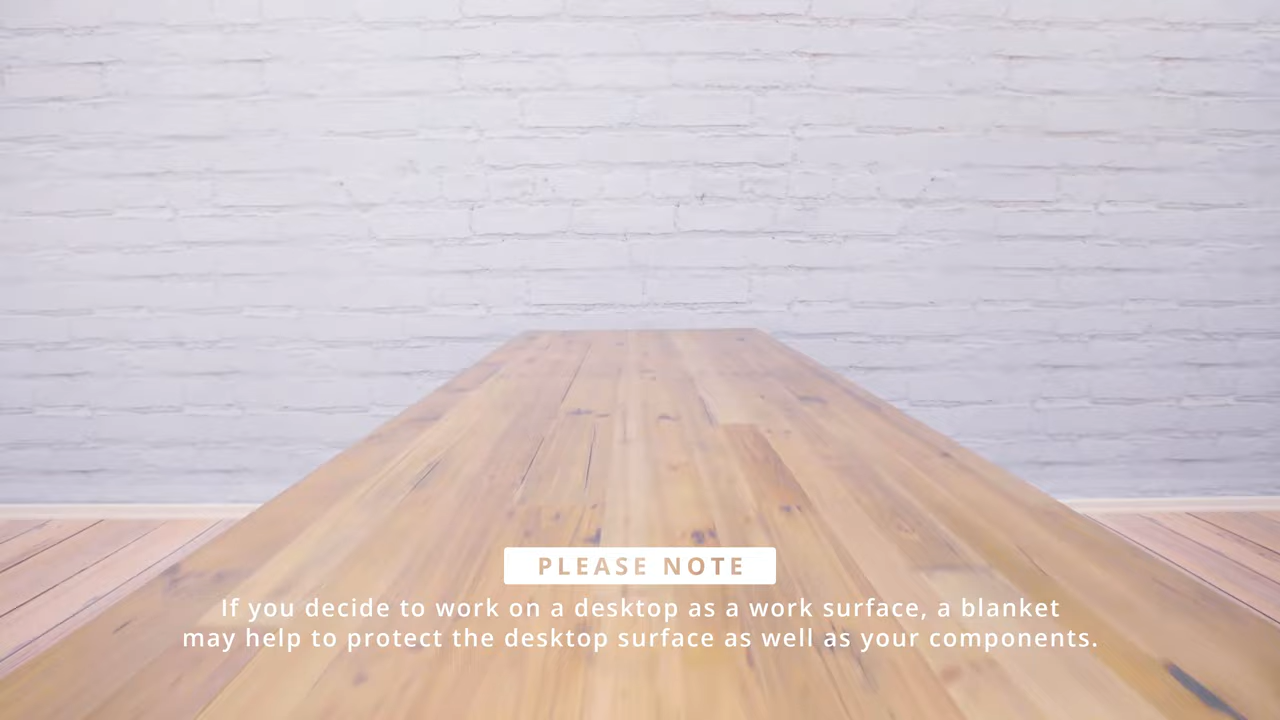 PLEASE NOTE
If you decide to work on a desktop as a work surface, a blanket
may help to protect the desktop surface as well as your components.